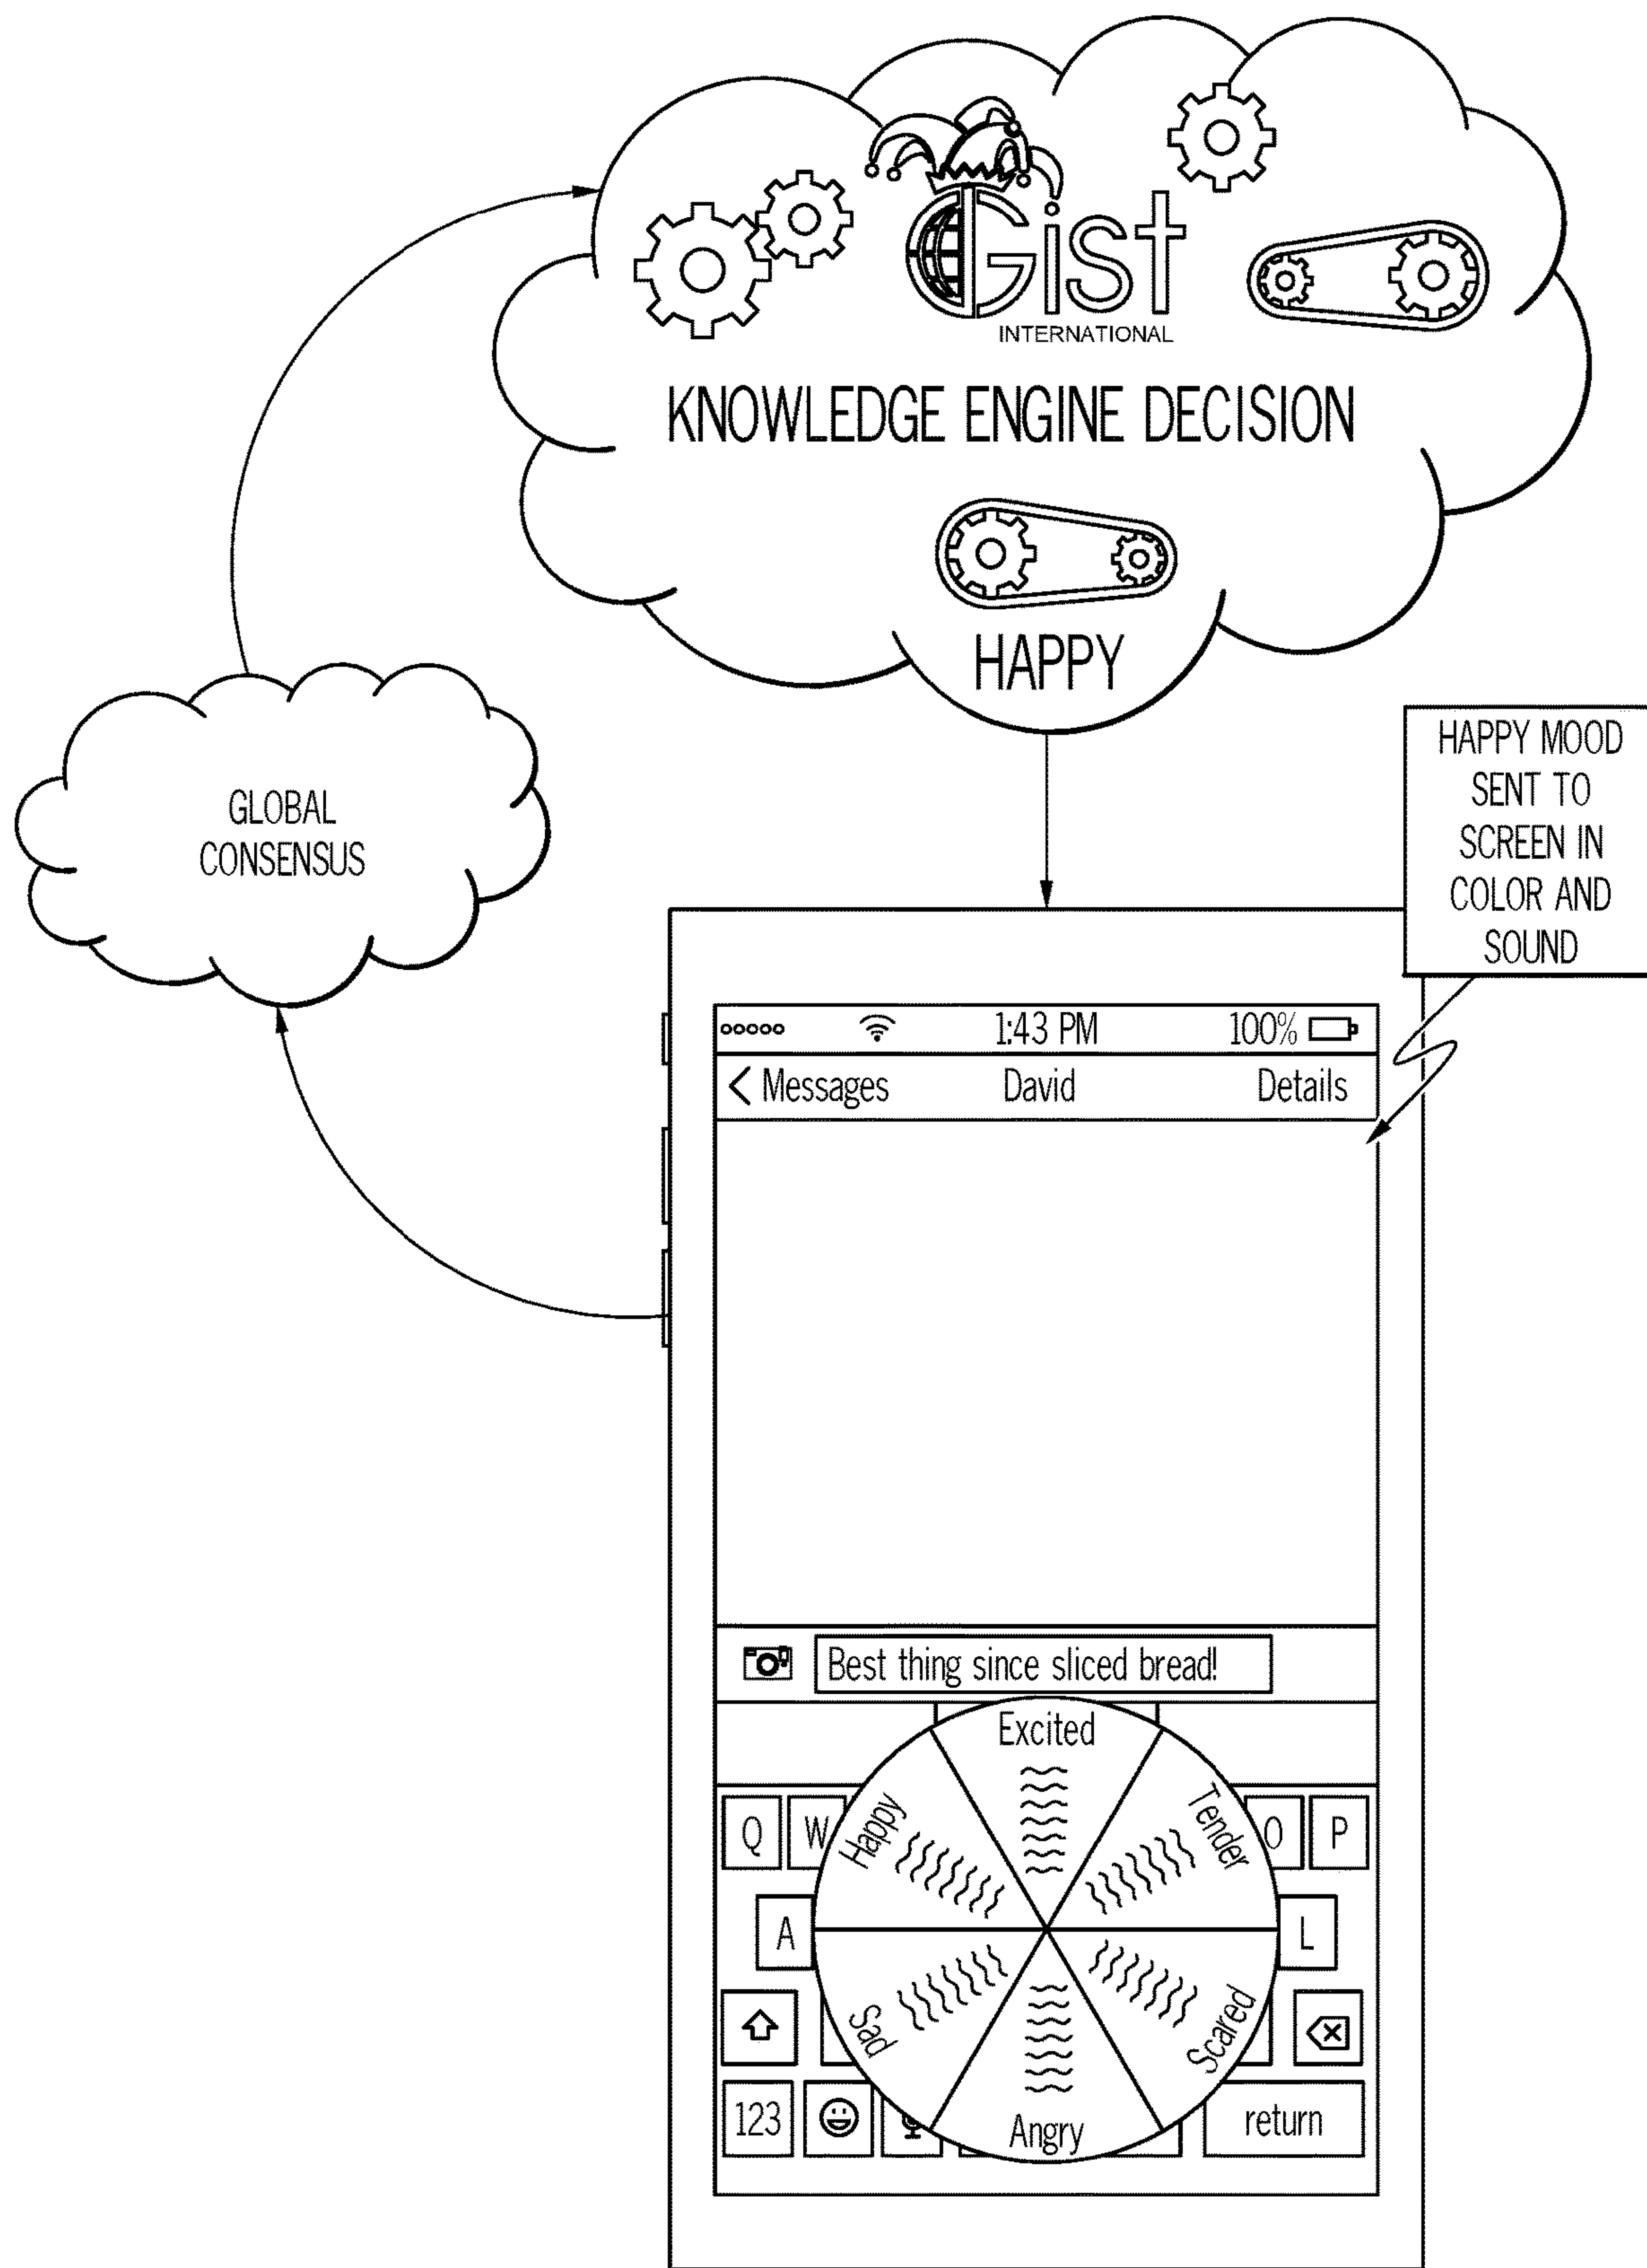 Gist
INTERNATIONAL
KNOWLEDGE ENGINE DECISION
HAPPY
GLOBAL
CONSENSUS
HAPPY MOOD
SENT TO
SCREEN IN
COLOR AND
SOUND
1:43 PM 100%
Messages David Details
Best thing since sliced bread!
Excited
Happy
Tender
Sad
Scared
Angry
Q W O P
A L
123 return